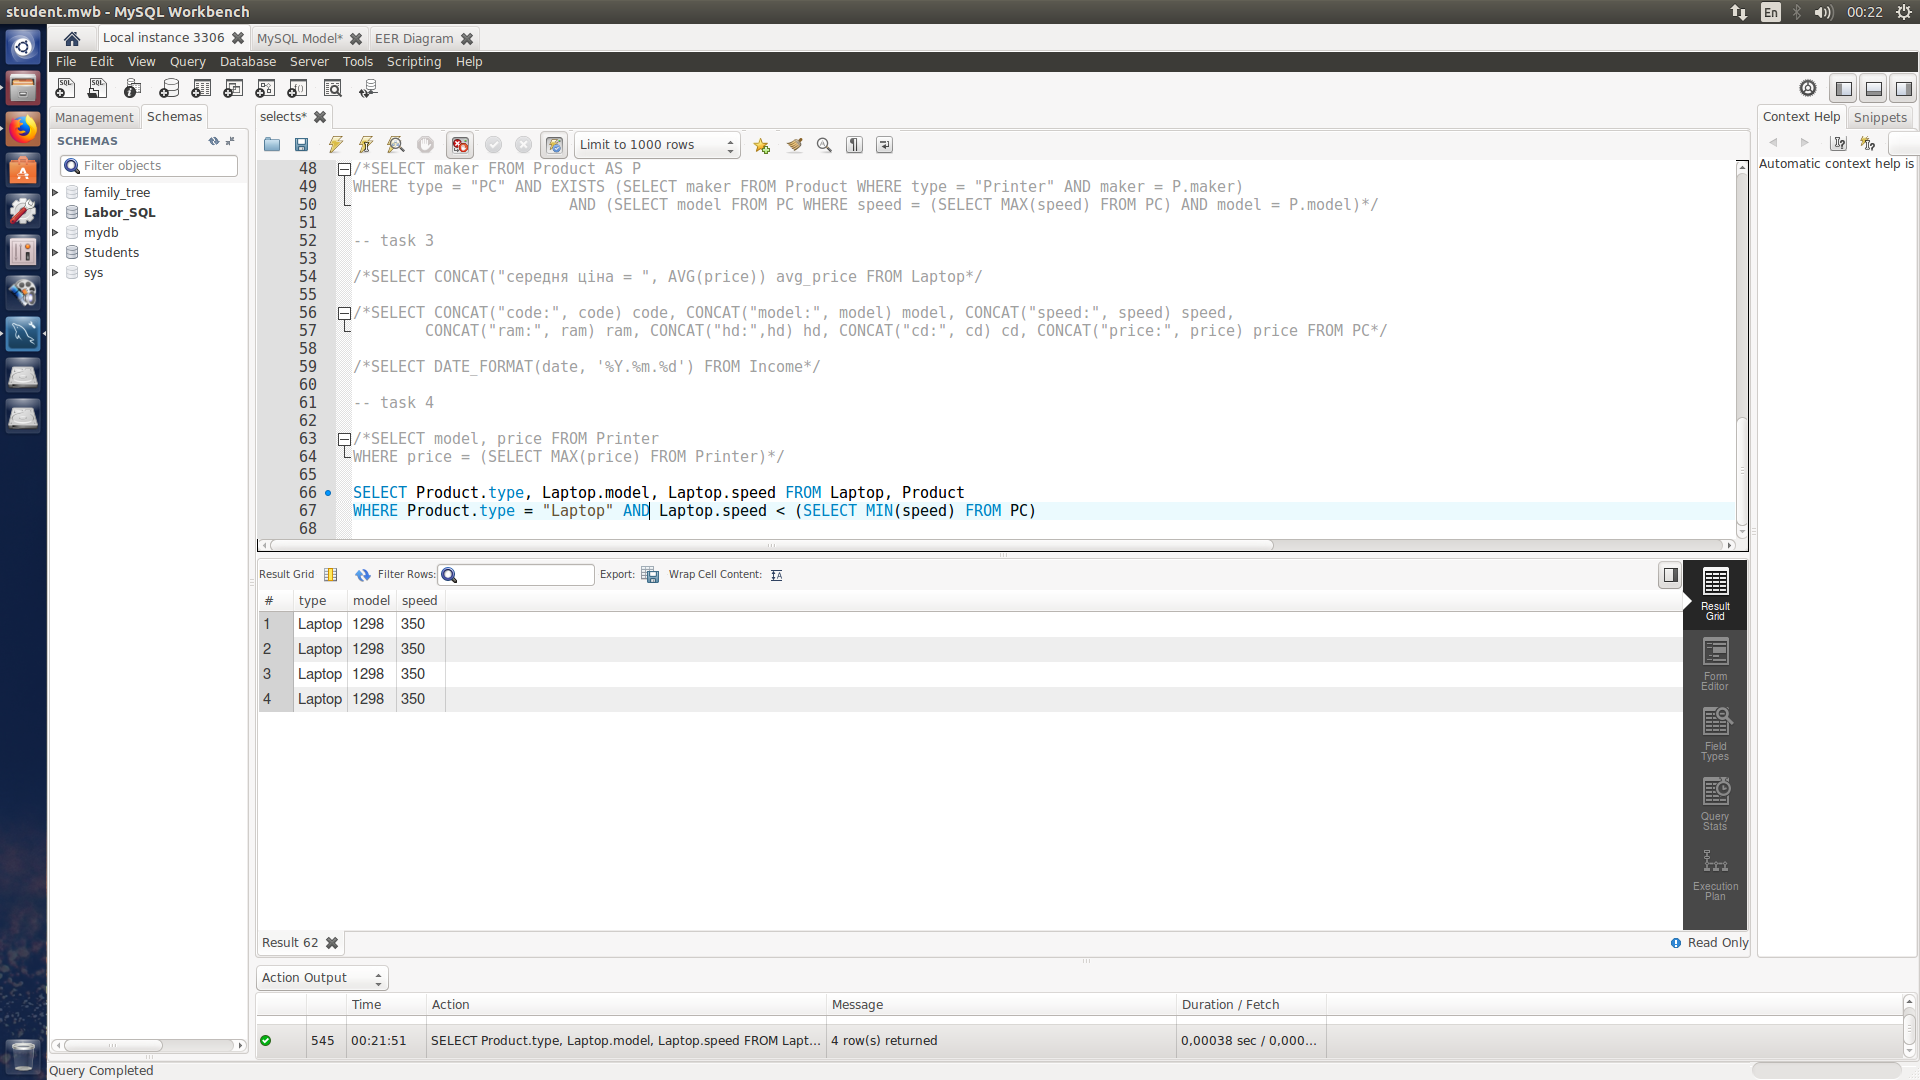 student.mwb - MySQL Workbench
En
00:22
Local instance 3306
MySQL Model*
EER Diagram
File Edit View Query Database Server Tools Scripting Help
Management
Schemas
SCHEMAS
Filter objects
family_tree
Labor_SQL
mydb
Students
sys
selects*
Limit to 1000 rows
48 /*SELECT maker FROM Product AS P
49 WHERE type = "PC" AND EXISTS (SELECT maker FROM Product WHERE type = "Printer" AND maker = P.maker)
50 AND (SELECT model FROM PC WHERE speed = (SELECT MAX(speed) FROM PC) AND model = P.model)*/
51
52 -- task 3
53
54 /*SELECT CONCAT("середня ціна = ", AVG(price)) avg_price FROM Laptop*/
55
56 /*SELECT CONCAT("code:", code) code, CONCAT("model:", model) model, CONCAT("speed:", speed) speed,
57 CONCAT("ram:", ram) ram, CONCAT("hd:",hd) hd, CONCAT("cd:", cd) cd, CONCAT("price:", price) price FROM PC*/
58
59 /*SELECT DATE_FORMAT(date, '%Y.%m.%d') FROM Income*/
60
61 -- task 4
62
63 /*SELECT model, price FROM Printer
64 WHERE price = (SELECT MAX(price) FROM Printer)*/
65
66 SELECT Product.type, Laptop.model, Laptop.speed FROM Laptop, Product
67 WHERE Product.type = "Laptop" AND Laptop.speed < (SELECT MIN(speed) FROM PC)
68
Context Help
Snippets
Automatic context help is
Result Grid
Filter Rows:
Export:
Wrap Cell Content:
# type model speed
1 Laptop 1298 350
2 Laptop 1298 350
3 Laptop 1298 350
4 Laptop 1298 350
Result
Grid
Form
Editor
Field
Types
Query
Stats
Execution
Plan
Result 62
Read Only
Action Output
Time Action Message Duration / Fetch
545 00:21:51 SELECT Product.type, Laptop.model, Laptop.speed FROM Lapt... 4 row(s) returned 0,00038 sec / 0,000...
Query Completed